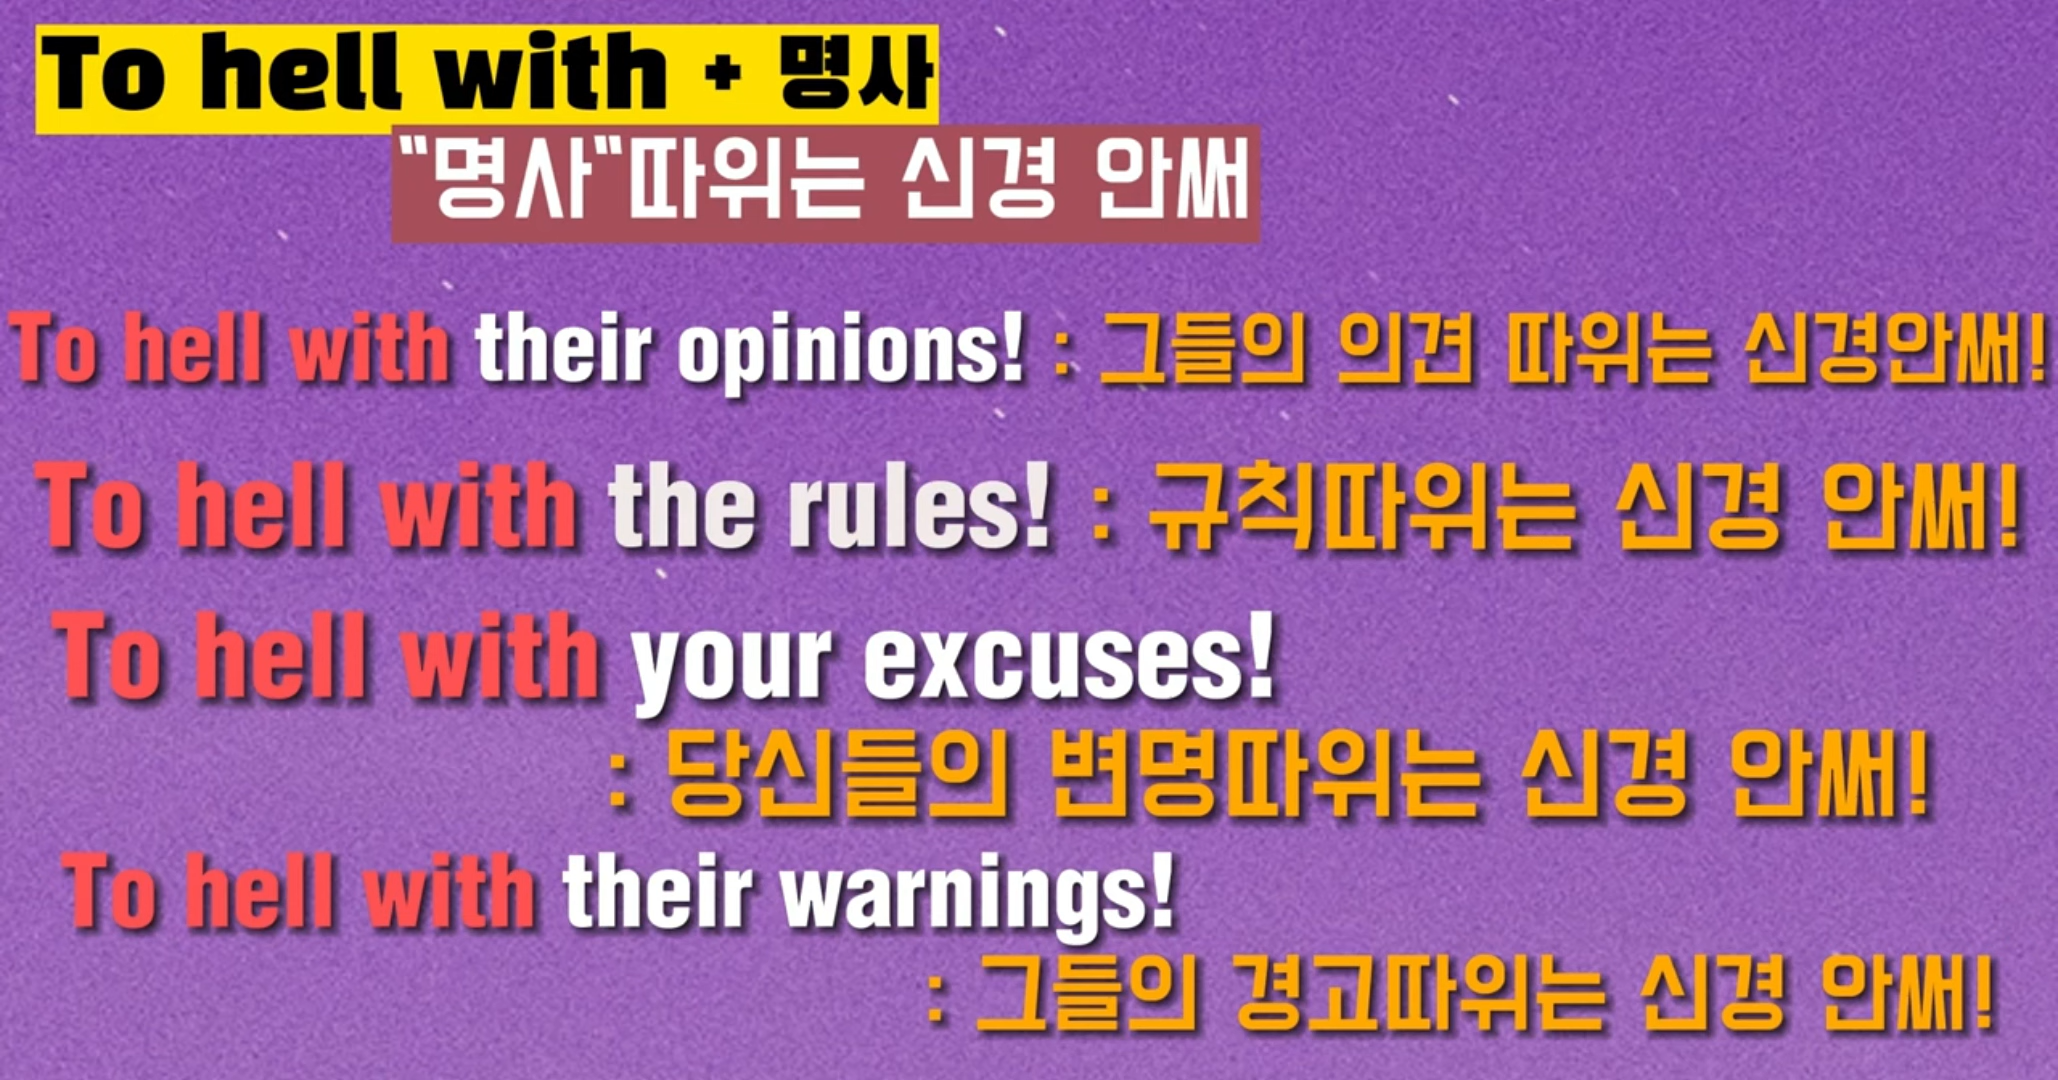 To hell with + 명사
"명사"따위는 신경 안써
To hell with their opinions! : 그들의 의견 따위는 신경안써!
To hell with the rules! : 규칙따위는 신경 안써!
To hell with your excuses!
: 당신들의 변명따위는 신경 안써!
To hell with their warnings!
: 그들의 경고따위는 신경 안써!